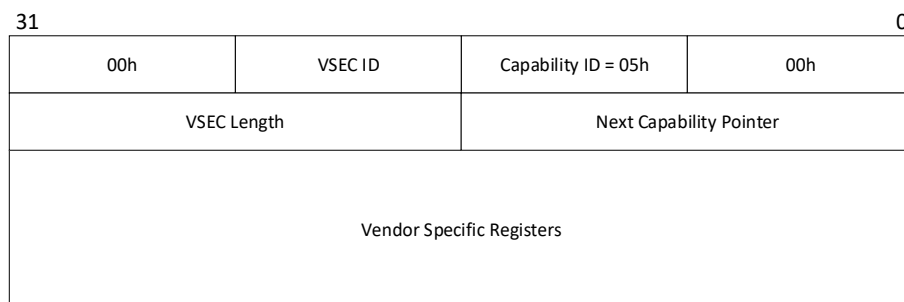 31 0
00h VSEC ID Capability ID = 05h 00h
VSEC Length Next Capability Pointer
Vendor Specific Registers